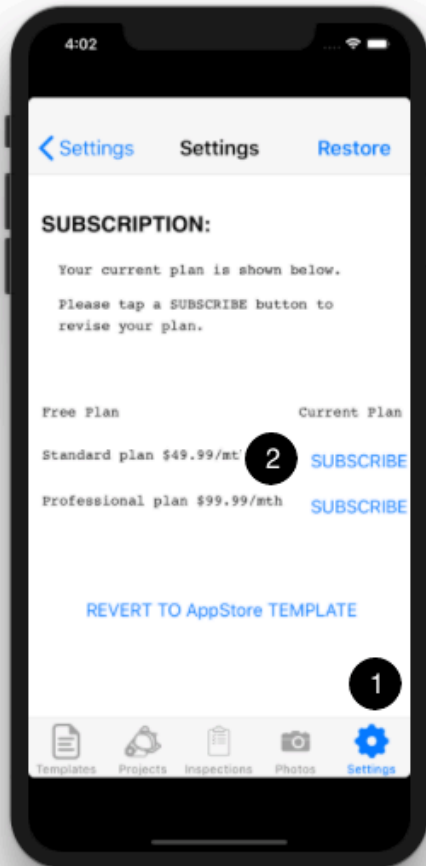 4:02
Settings Settings Restore
SUBSCRIPTION:
Your current plan is shown below.
Please tap a SUBSCRIBE button to
revise your plan.
Free Plan Current Plan
Standard plan $49.99/mt 2 SUBSCRIBE
Professional plan $99.99/mth SUBSCRIBE
REVERT TO AppStore TEMPLATE
1
Templates Projects Inspections Photos Settings